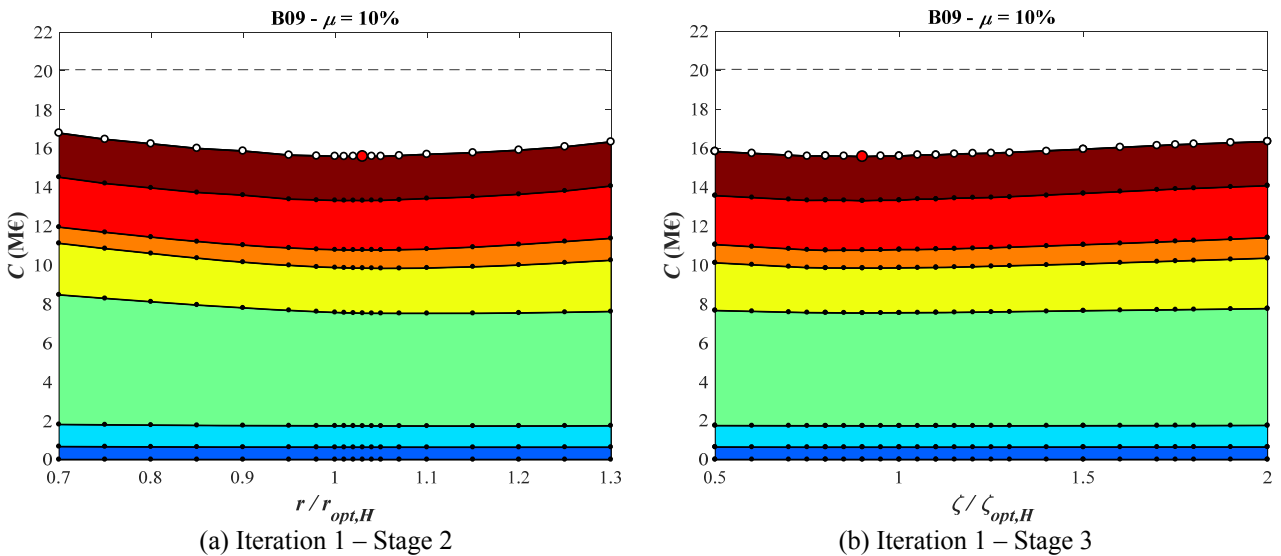 B09 - μ = 10%
22
20
18
16
14
12
10
8
6
4
2
0
C (M€)
0.7 0.8 0.9 1 1.1 1.2 1.3
r / r_opt,H
(a) Iteration 1 – Stage 2
B09 - μ = 10%
22
20
18
16
14
12
10
8
6
4
2
0
C (M€)
0.5 1 1.5 2
ζ / ζ_opt,H
(b) Iteration 1 – Stage 3